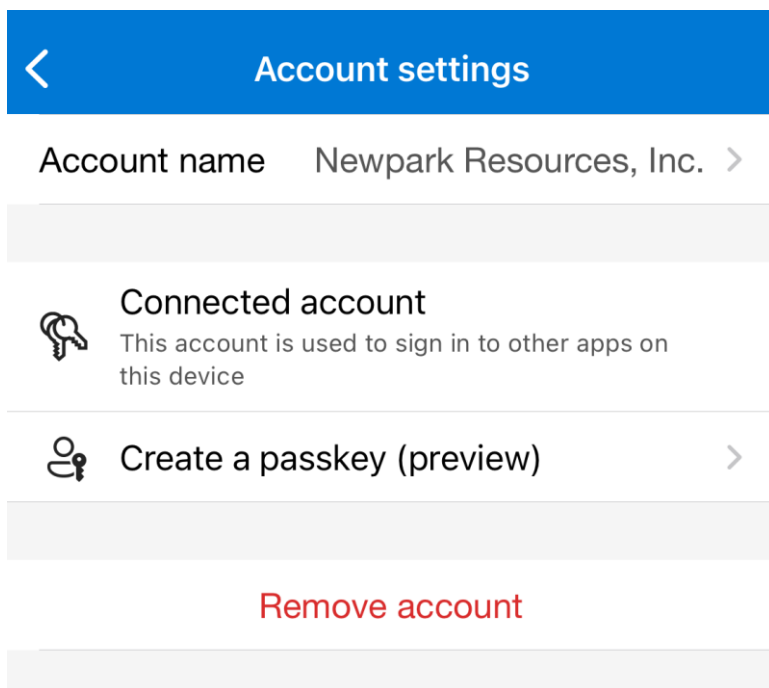 Account settings
Account name Newpark Resources, Inc.
Connected account
This account is used to sign in to other apps on
this device
Create a passkey (preview)
Remove account